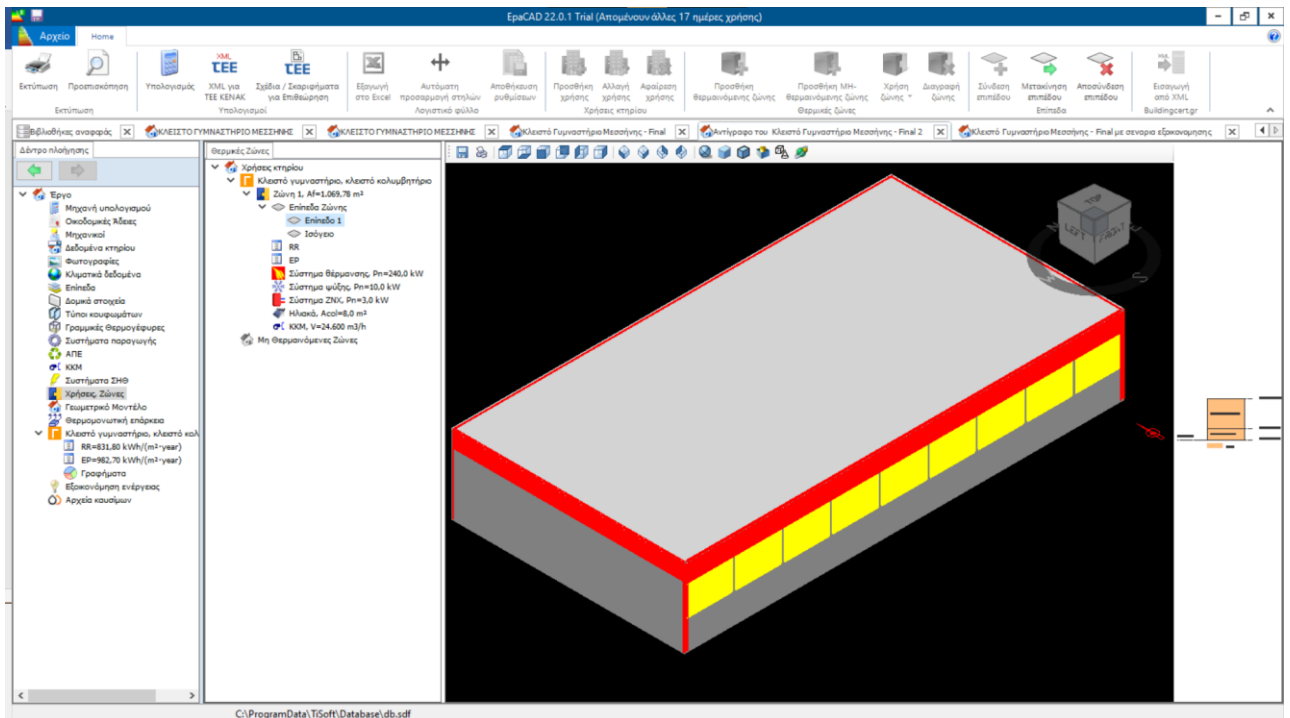 EpaCAD 22.0.1 Trial (Απομένουν άλλες 17 ημέρες χρήσης)
Αρχείο Home
Εκτύπωση Προεπισκόπηση Υπολογισμός XML για ΤΕΕ ΚΕΝΑΚ Σχέδια / Σκαριφήματα για Επιθεώρηση Εξαγωγή στο Excel Αυτόματη προσαρμογή στηλών Αποθήκευση ρυθμίσεων Προσθήκη χρήσης Αλλαγή χρήσης Αφαίρεση χρήσης Προσθήκη θερμαινόμενης ζώνης Προσθήκη ΜΗ-θερμαινόμενης ζώνης Χρήση ζώνης Διαγραφή ζώνης Σύνδεση επιπέδου Μετακίνηση επιπέδου Αποσύνδεση επιπέδου Εισαγωγή από XML
Εκτύπωση Υπολογισμοί Λογιστικό φύλλο Χρήσεις κτηρίου Θερμικές ζώνες Επίπεδα Buildingcert.gr
Βιβλιοθήκες αναφοράς ΚΛΕΙΣΤΟ ΓΥΜΝΑΣΤΗΡΙΟ ΜΕΣΣΗΝΗΣ ΚΛΕΙΣΤΟ ΓΥΜΝΑΣΤΗΡΙΟ ΜΕΣΣΗΝΗΣ Κλειστό Γυμναστήριο Μεσσήνης - Final Αντίγραφο του Κλειστό Γυμναστήριο Μεσσήνης - Final 2 Κλειστό Γυμναστήριο Μεσσήνης - Final με σεναρια εξοικονομησης
Δέντρο πλοήγησης
Έργο
Μηχανή υπολογισμού
Οικοδομικές Άδειες
Μηχανικοί
Δεδομένα κτηρίου
Φωτογραφίες
Κλιματικά δεδομένα
Επίπεδα
Δομικά στοιχεία
Τύποι κουφωμάτων
Γραμμικές Θερμογέφυρες
Συστήματα παραγωγής
ΑΠΕ
ΚΚΜ
Συστήματα ΣΗΘ
Χρήσεις, Ζώνες
Γεωμετρικό Μοντέλο
Θερμομονωτική επάρκεια
Κλειστό γυμναστήριο, κλειστό κολ
RR=831,80 kWh/(m²·year)
EP=982,70 kWh/(m²·year)
Γραφήματα
Εξοικονόμηση ενέργειας
Αρχεία καυσίμων
Θερμικές Ζώνες
Χρήσεις κτηρίου
Κλειστό γυμναστήριο, κλειστό κολυμβητήριο
Ζώνη 1, Af=1.069,78 m²
Επίπεδα Ζώνης
Επίπεδο 1
Ισόγειο
RR
EP
Σύστημα θέρμανσης, Pn=240,0 kW
Σύστημα ψύξης, Pn=10,0 kW
Σύστημα ΖΝΧ, Pn=3,0 kW
Ηλιακά, Acol=8,0 m²
ΚΚΜ, V=24.600 m3/h
Μη Θερμαινόμενες Ζώνες
TOP
LEFT FRONT
S
C:\ProgramData\TiSoft\Database\db.sdf